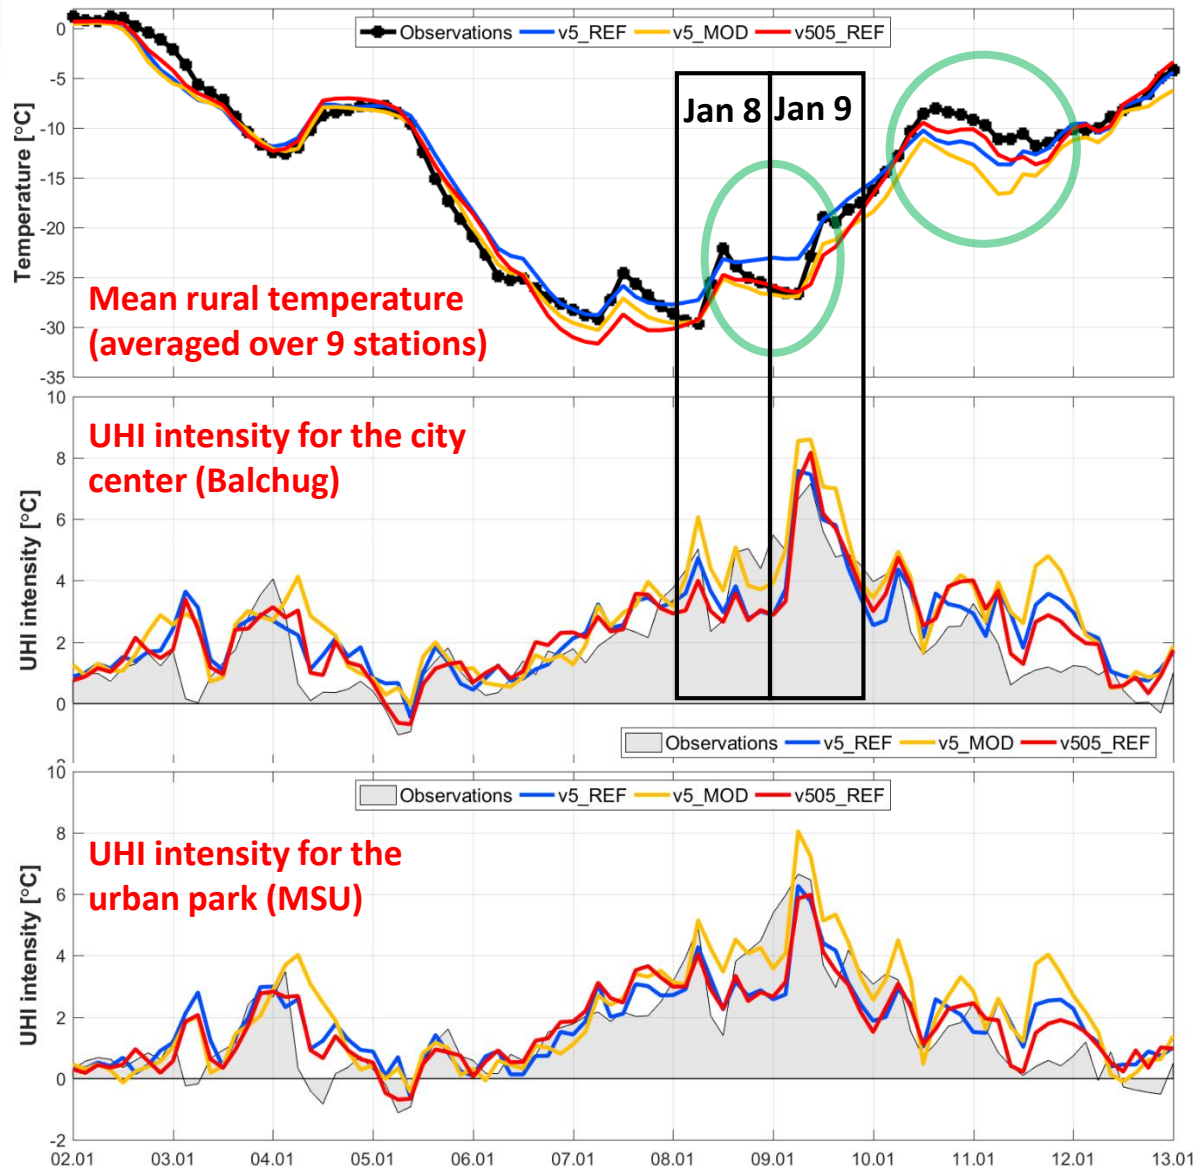 Observations v5_REF v5_MOD v505_REF
Temperature [°C]
0
-5
-10
-15
-20
-25
-30
-35
Jan 8 Jan 9
Mean rural temperature
(averaged over 9 stations)
UHI intensity [°C]
10
8
6
4
2
0
UHI intensity for the city
center (Balchug)
Observations v5_REF v5_MOD v505_REF
UHI intensity [°C]
10
8
6
4
2
0
-2
Observations v5_REF v5_MOD v505_REF
UHI intensity for the
urban park (MSU)
02.01 03.01 04.01 05.01 06.01 07.01 08.01 09.01 10.01 11.01 12.01 13.01